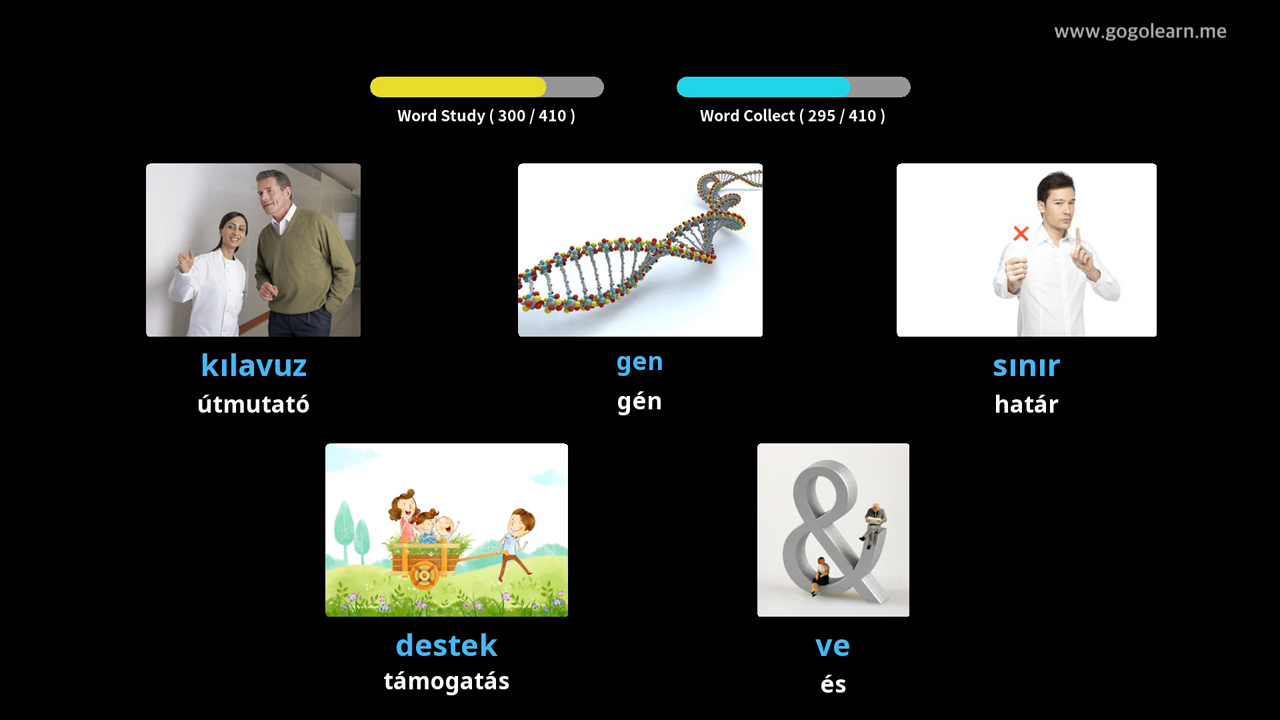 www.gogolearn.me
Word Study ( 300 / 410 )
Word Collect ( 295 / 410 )
kılavuz
útmutató
gen
gén
sınır
határ
destek
támogatás
ve
és